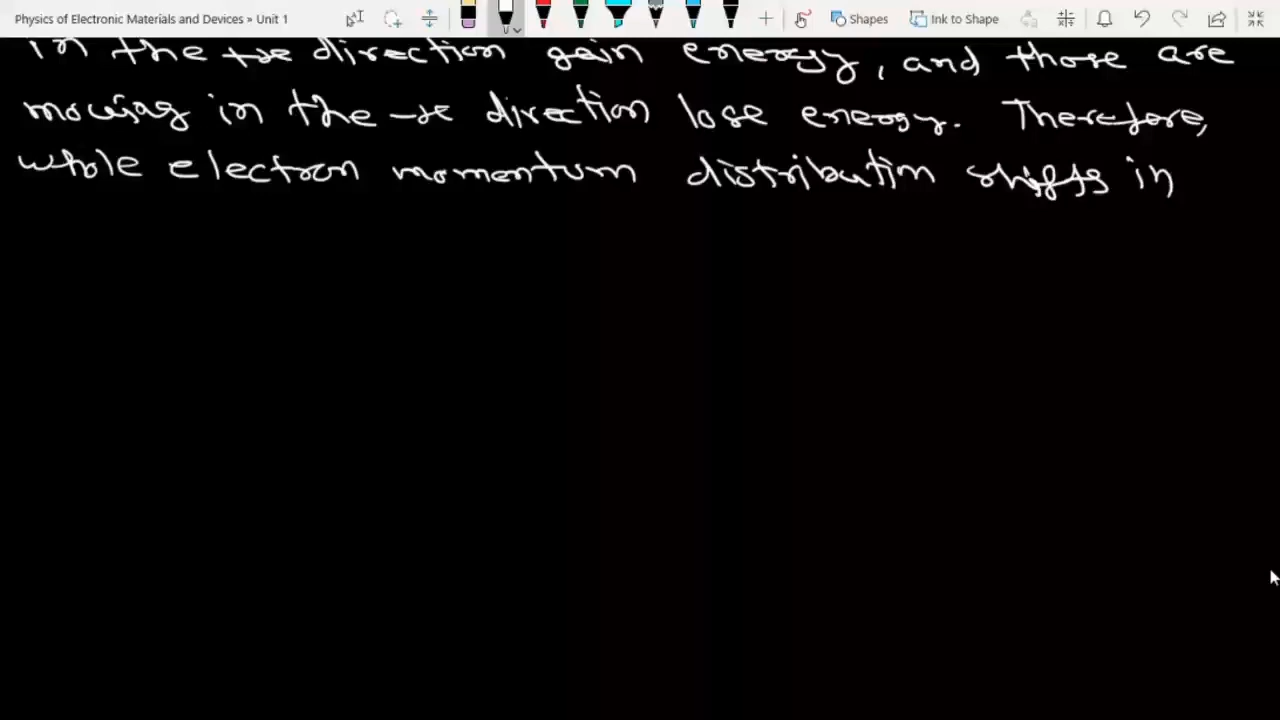 Physics of Electronic Materials and Devices » Unit 1
Shapes
Ink to Shape
in the +x direction gain energy, and those are
moving in the -x direction lose energy. Therefore,
whole electron momentum distribution shifts in